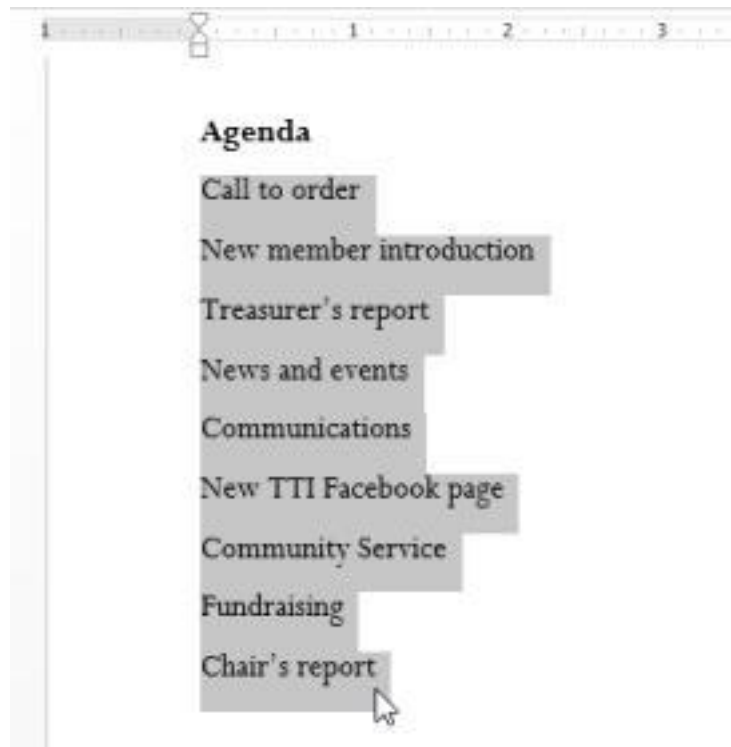 1 1 2 3
Agenda
Call to order
New member introduction
Treasurer's report
News and events
Communications
New TTI Facebook page
Community Service
Fundraising
Chair's report